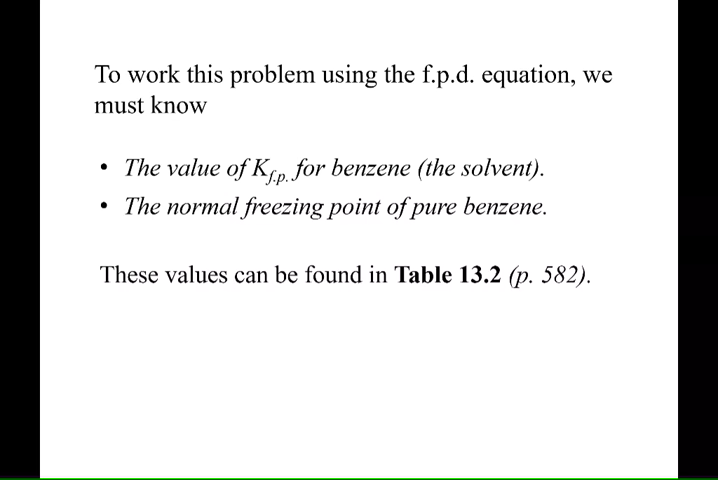 To work this problem using the f.p.d. equation, we
must know
• The value of Kf.p. for benzene (the solvent).
• The normal freezing point of pure benzene.
These values can be found in Table 13.2 (p. 582).